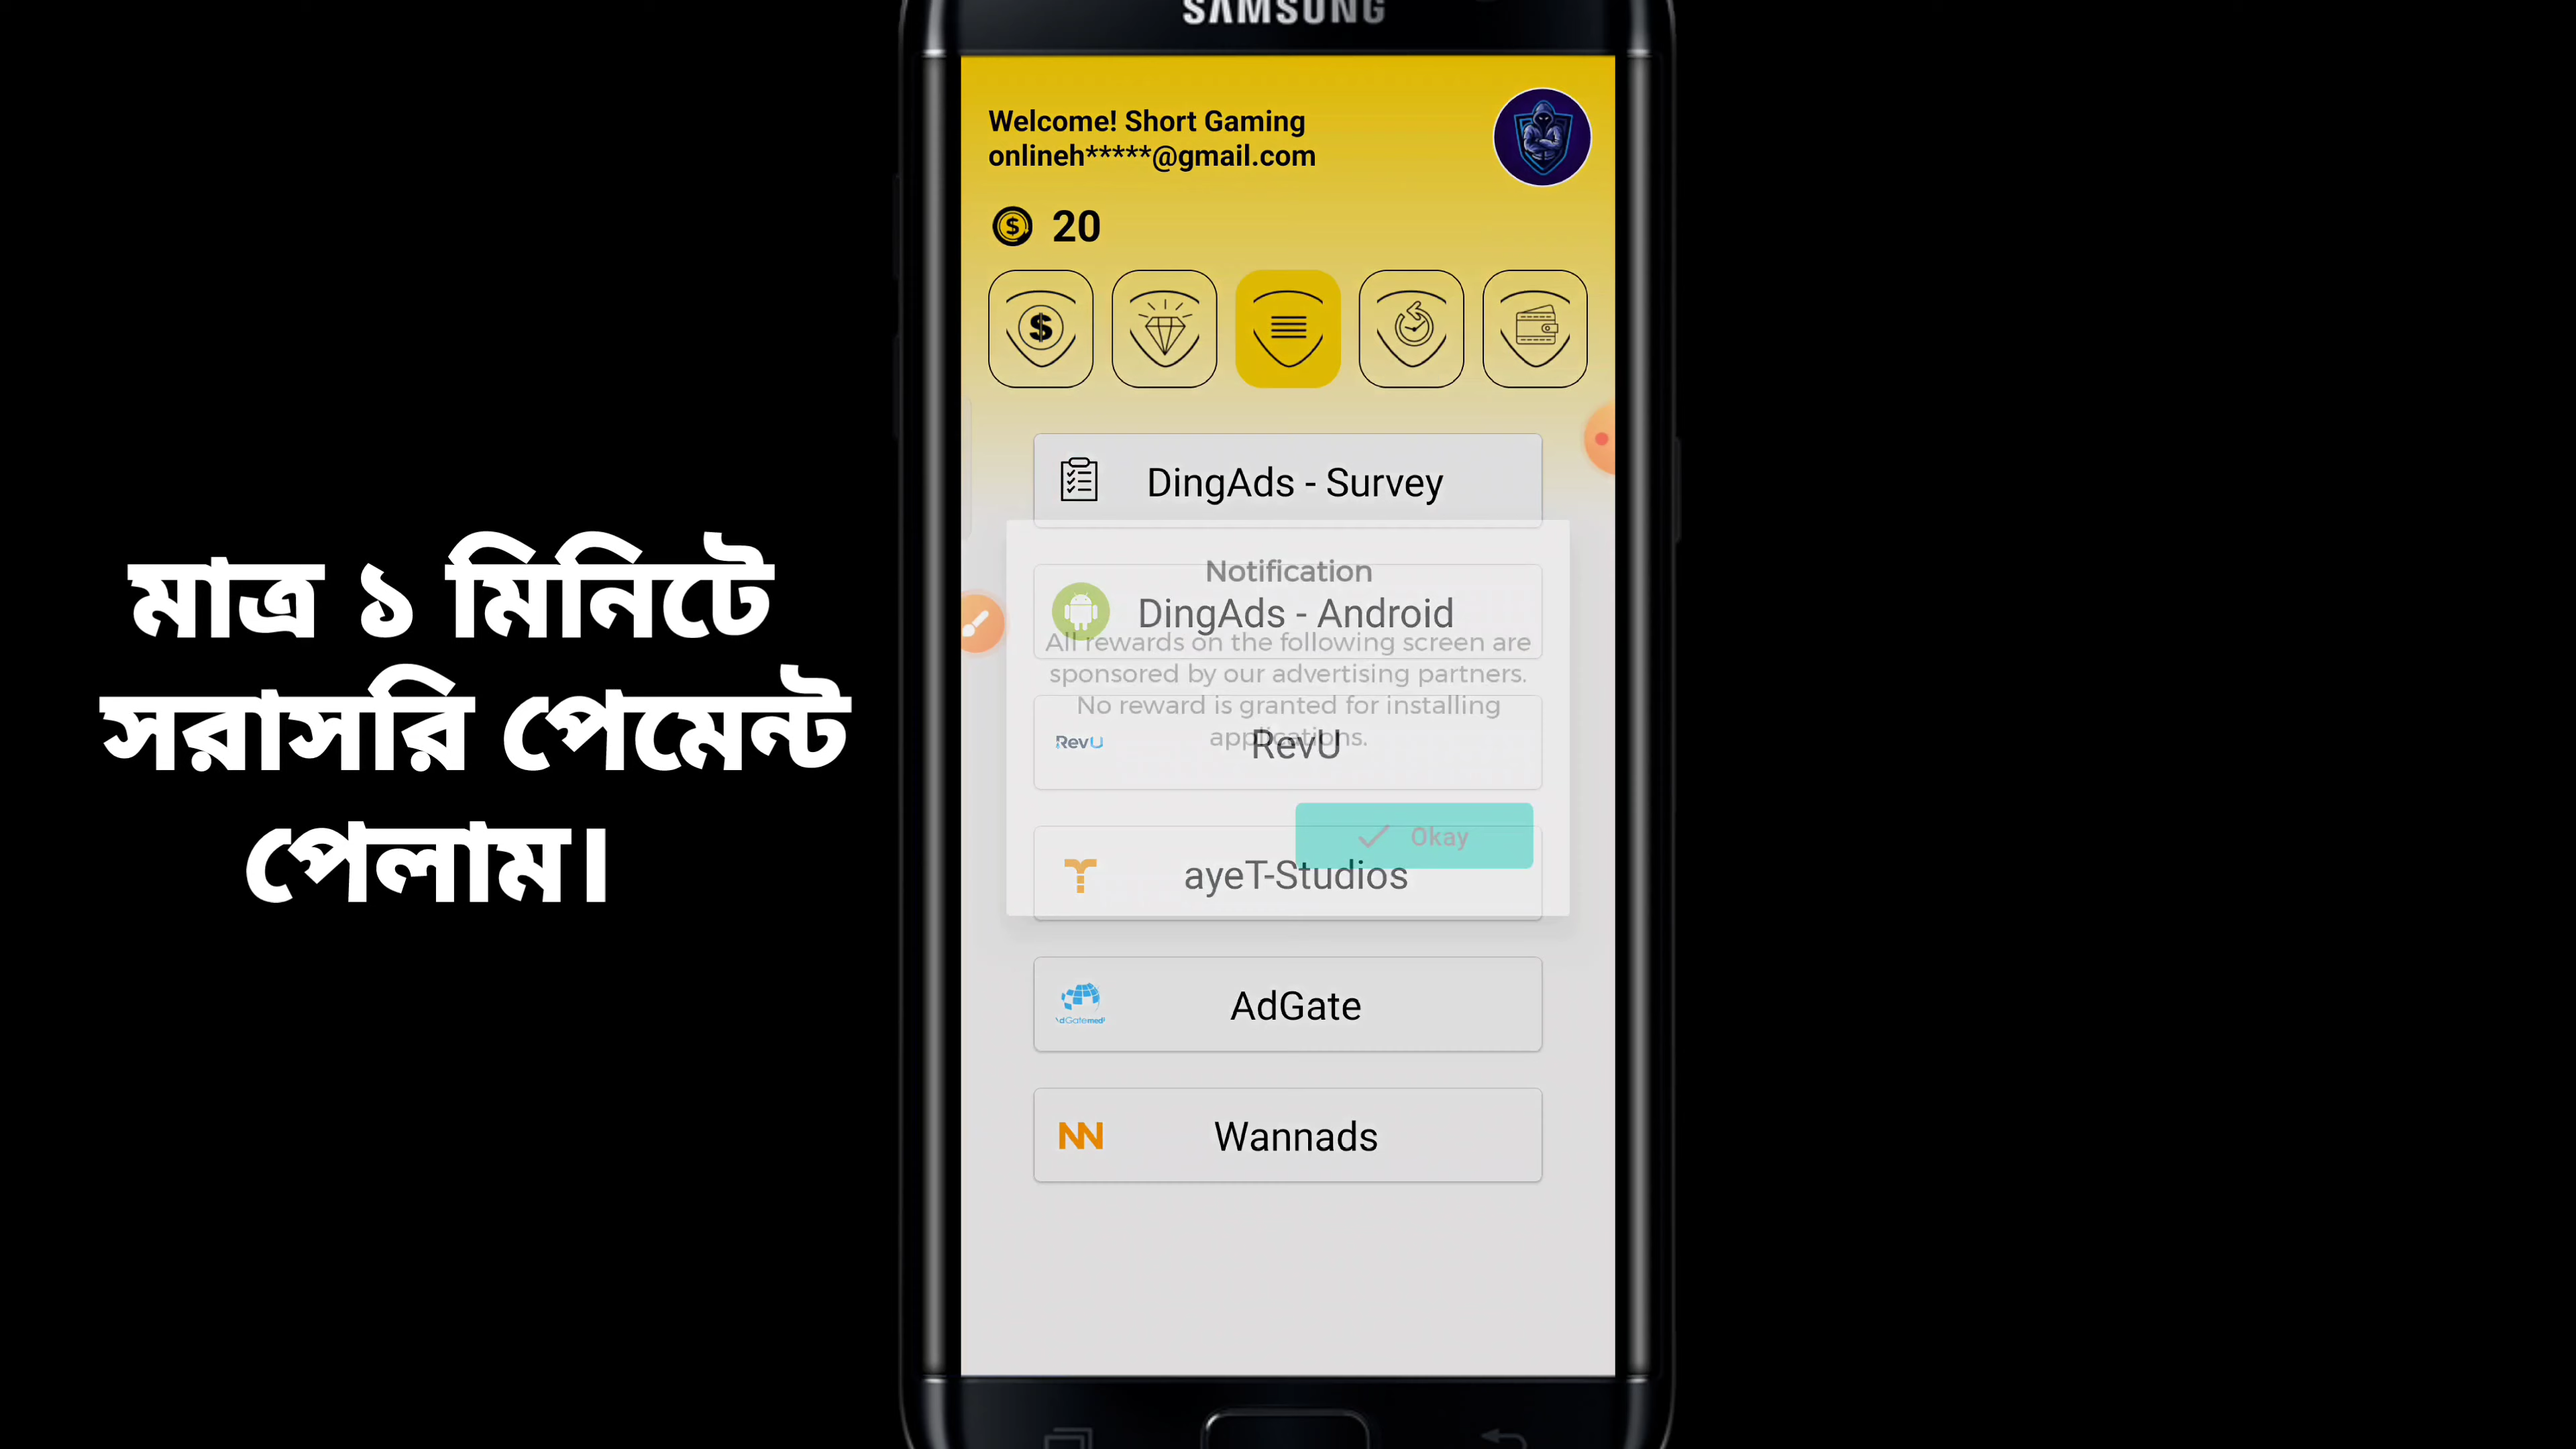 SAMSUNG
Welcome! Short Gaming
onlineh*****@gmail.com
20
DingAds - Survey
Notification
DingAds - Android
All rewards on the following screen are
sponsored by our advertising partners.
No reward is granted for installing
applications.
RevU
RevU
Okay
ayeT-Studios
AdGate
Wannads
মাত্র ১ মিনিটে
সরাসরি পেমেন্ট
পেলাম।